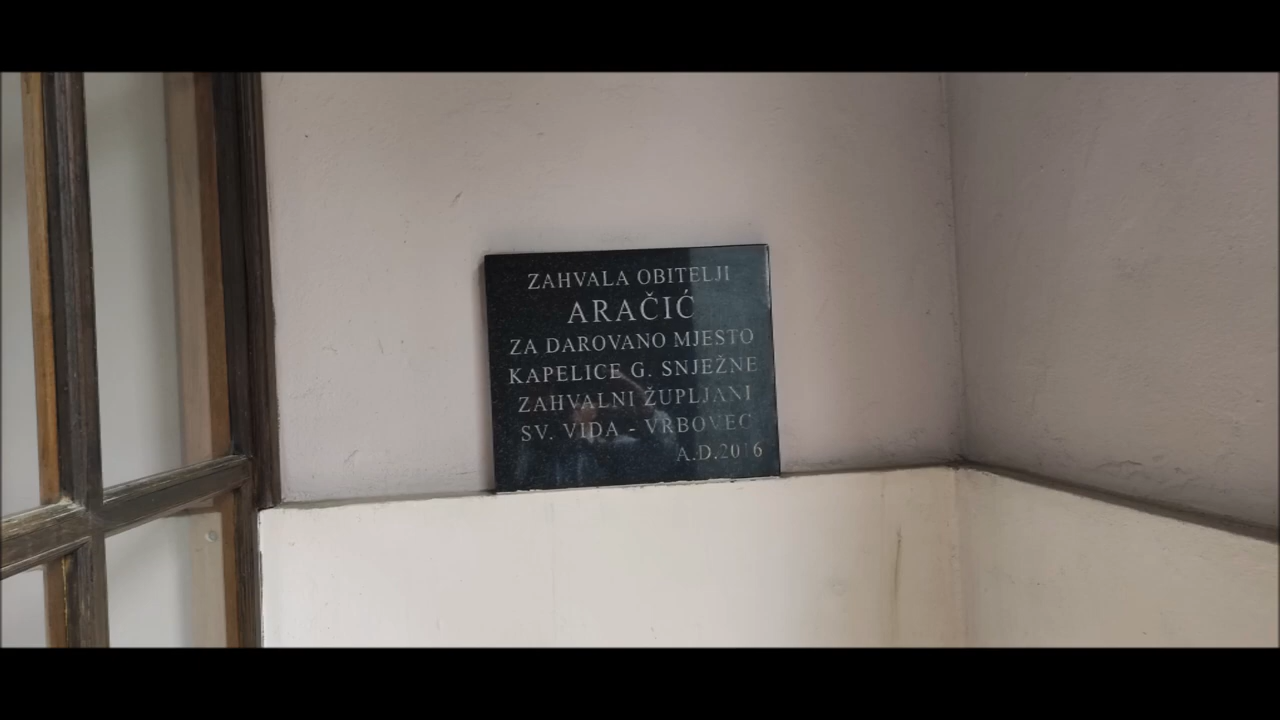 ZAHVALA OBITELJI
ARAČIĆ
ZA DAROVANO MJESTO
KAPELICE G. SNJEŽNE
ZAHVALNI ŽUPLJANI
SV. VIDA - VRBOVEC
A.D.2016